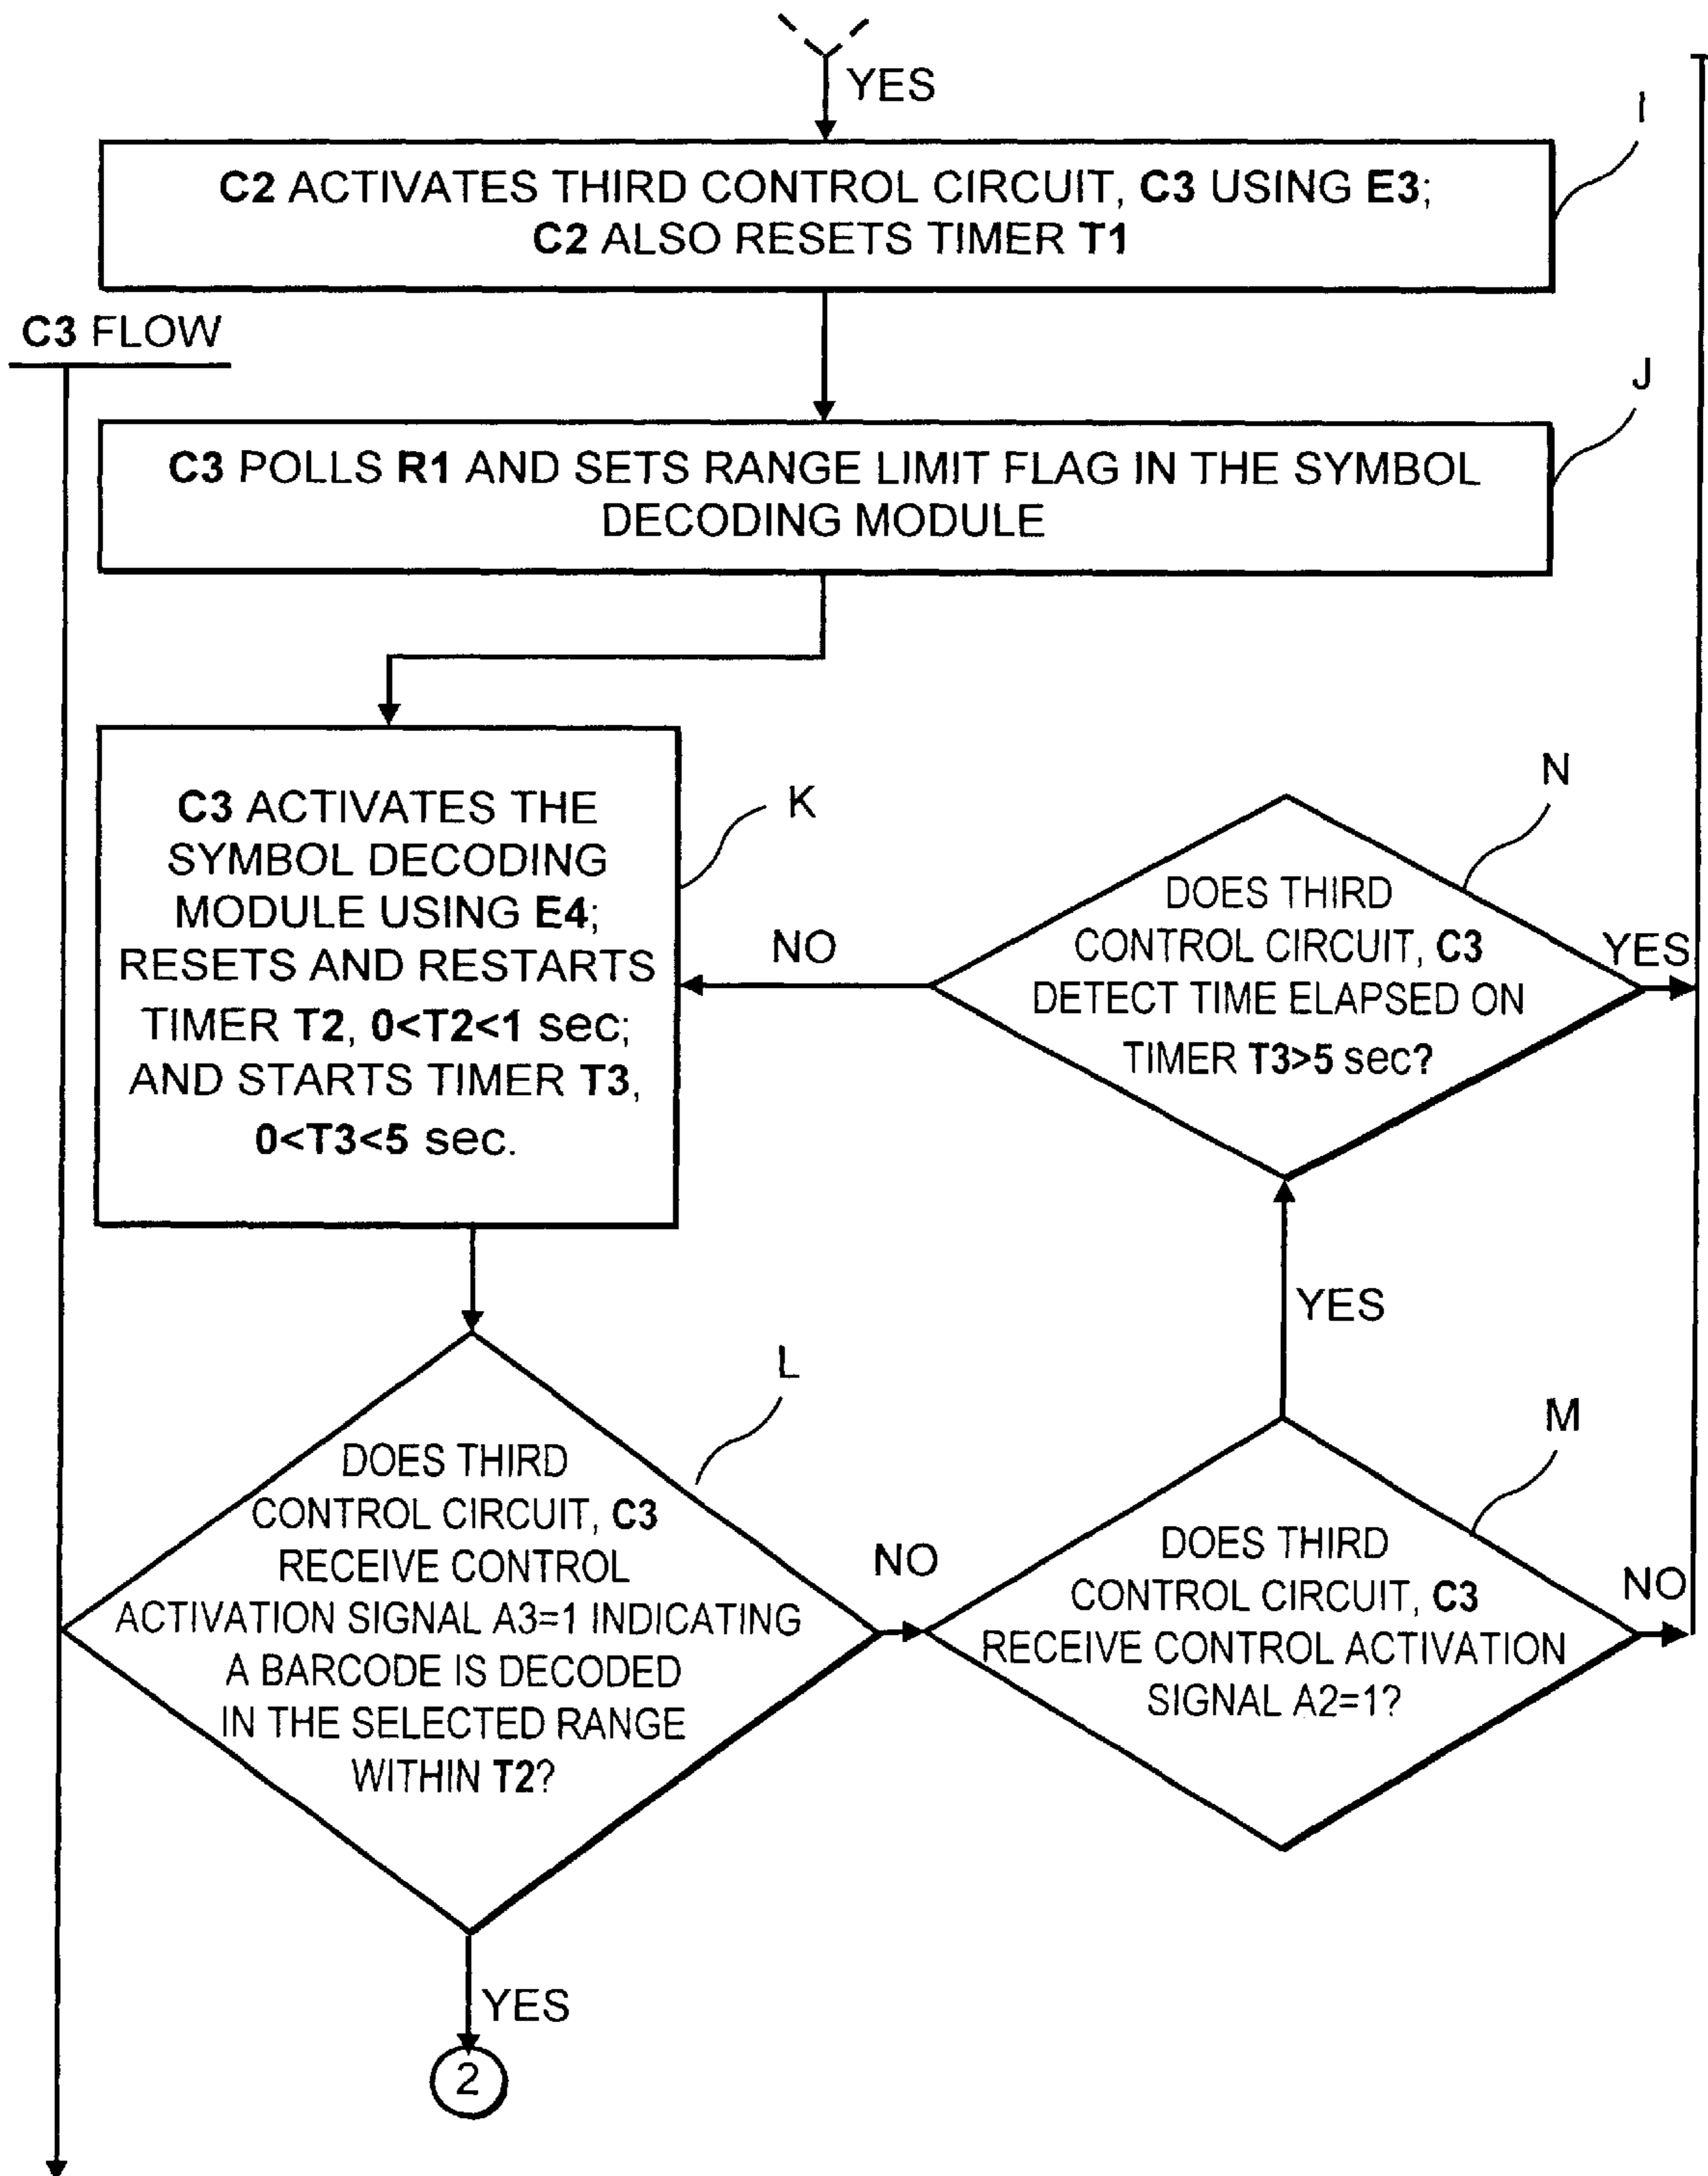 YES
I
C2 ACTIVATES THIRD CONTROL CIRCUIT, C3 USING E3;
C2 ALSO RESETS TIMER T1
C3 FLOW
J
C3 POLLS R1 AND SETS RANGE LIMIT FLAG IN THE SYMBOL
DECODING MODULE
K
C3 ACTIVATES THE
SYMBOL DECODING
MODULE USING E4;
RESETS AND RESTARTS
TIMER T2, 0<T2<1 sec;
AND STARTS TIMER T3,
0<T3<5 sec.
N
DOES THIRD
CONTROL CIRCUIT, C3
DETECT TIME ELAPSED ON
TIMER T3>5 sec?
NO
YES
YES
L
DOES THIRD
CONTROL CIRCUIT, C3
RECEIVE CONTROL
ACTIVATION SIGNAL A3=1 INDICATING
A BARCODE IS DECODED
IN THE SELECTED RANGE
WITHIN T2?
NO
M
DOES THIRD
CONTROL CIRCUIT, C3
RECEIVE CONTROL ACTIVATION
SIGNAL A2=1?
NO
YES
2